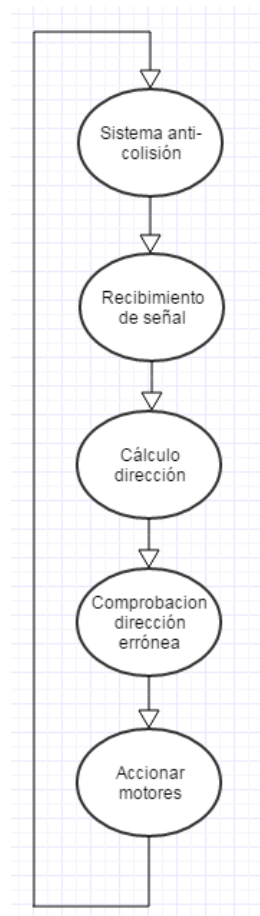 Sistema anti-
colisión
Recibimiento
de señal
Cálculo
dirección
Comprobacion
dirección
errónea
Accionar
motores